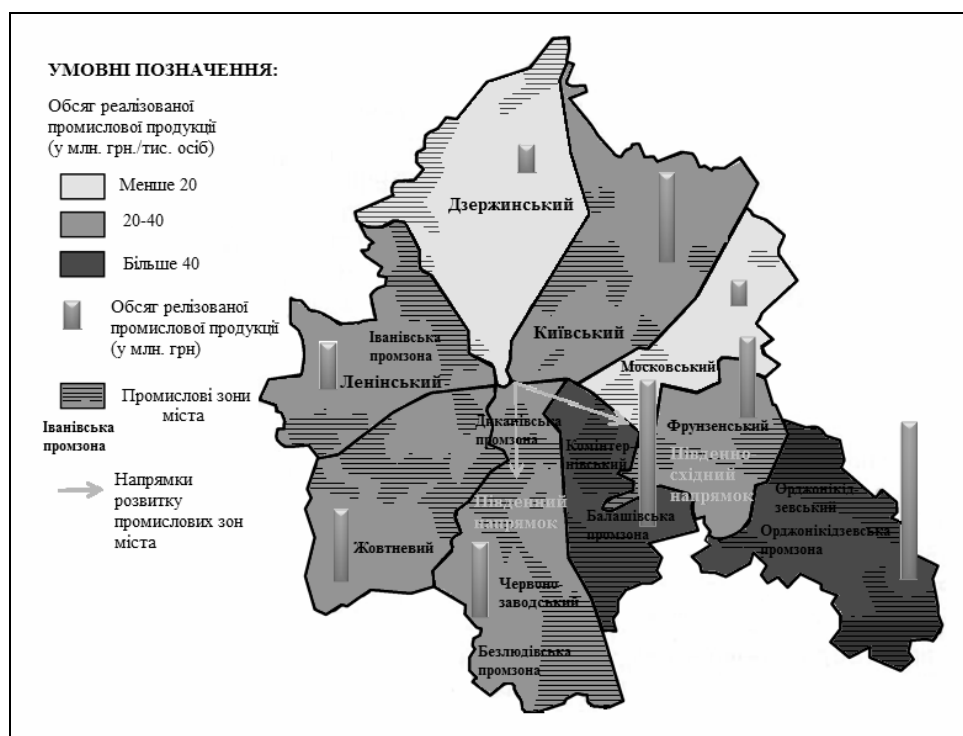 УМОВНІ ПОЗНАЧЕННЯ:
Обсяг реалізованої
промислової продукції
(у млн. грн./тис. осіб)
Менше 20
20-40
Більше 40
Обсяг релізованої
промислової продукції
(у млн. грн)
Промислові зони
міста
Іванівська
промзона
Напрямки
розвитку
промислових зон
міста
Дзержинський
Київський
Іванівська
промзона
Ленінський
Московський
Диканівська
промзона
Комінтер-
нівський
Фрунзенський
Південно
східний
напрямок
Південний
напрямок
Балашівська
промзона
Орджонікід-
зевський
Орджонікідзевська
промзона
Жовтневий
Червоно
заводський
Безлюдівська
промзона